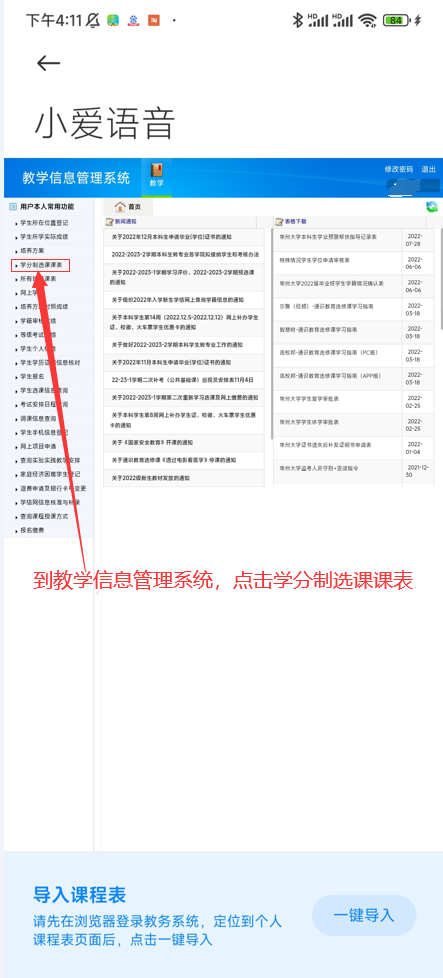 下午4:11
HD HD 84
小爱语音
教学信息管理系统
教学
修改密码 退出
用户本人常用功能
学生所在位置登记
学生所学实际成绩
培养方案
学分制选课课表
所有
课表
网上学
培养方
对照成绩
学籍审
绩
等级考试
绩
学生个人信
学生学历证
信息核对
学生报名
学生选课信息查询
考试安排日程
询
调课信息查询
学生手机信息登记
网上项目申请
查询实验实践教学安排
家庭经济困难学生登记
退费申请及银行卡号变更
学信网信息核准与
录
查询课程授课方式
报名缴费
首页
新闻通知
关于2022年12月本科生申请毕业(学位)证书的通知
2022-2023-2学期本科生转专业各学院拟接纳学生和考核办法
关于2022-2023-1学期学习评价、2022-2023-2学期预选课
的通知
关于组织2022年入学新生学信网上查询学籍信息的通知
关于本科学生第14周（2022.12.5-2022.12.12）网上补办学生
证、校徽、火车票学生优惠卡的通知
关于做好2022-2023-2学期本科生转专业工作的通知
关于2022年11月本科生申请毕业(学位)证书的通知
22-23-1学期二次补考（公共基础课）巡视员安排表11月4日
关于2022-2023-1学期第二次重新学习选课及网上缴费的通知
关于本科学生第8周网上补办学生证、校徽、火车票学生优惠
卡的通知
关于《国家安全教育》开课的通知
关于通识教育选修课《透过电影看医学》停课的通知
关于2022级新生教材发放的通知
表格下载
常州大学本科生学业预警帮扶指导记录表 2022-07-28
特殊情况学生学位申请审核表 2022-06-06
常州大学2022届毕业班学生学籍情况确认表 2022-06-06
尔雅（视频）-通识教育选修课学习指南 2022-03-18
智慧树-通识教育选修课学习指南 2022-03-18
高校邦-通识教育选修课学习指南（PC版） 2022-03-18
高校邦-通识教育选修课学习指南（APP版） 2022-03-18
常州大学学生复学审批表 2022-02-25
常州大学学生休学审批表 2022-02-25
常州大学证书遗失后补发证明书申请表 2022-01-04
常州大学监考人员守则+宣读指令 2021-12-30
到教学信息管理系统，点击学分制选课课表
导入课程表
请先在浏览器登录教务系统，定位到个人
课程表页面后，点击一键导入
一键导入